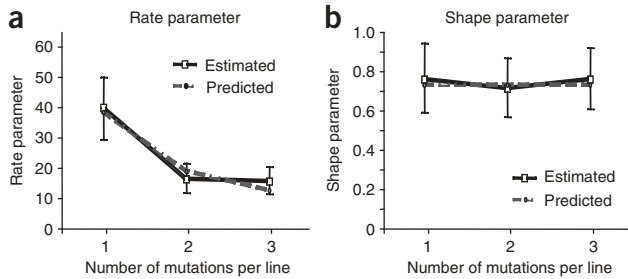 a
Rate parameter
60
50
40
30
20
10
0
Rate parameter
Estimated
Predicted
1 2 3
Number of mutations per line
b
Shape parameter
1.0
0.8
0.6
0.4
0.2
0
Shape parameter
Estimated
Predicted
1 2 3
Number of mutations per line